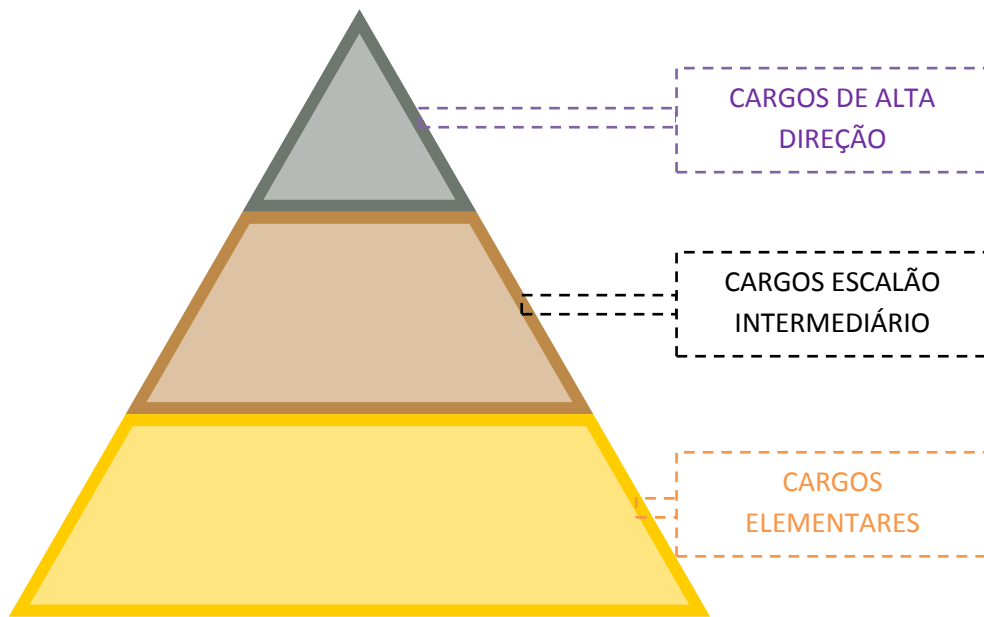 CARGOS DE ALTA
DIREÇÃO
CARGOS ESCALÃO
INTERMEDIÁRIO
CARGOS
ELEMENTARES